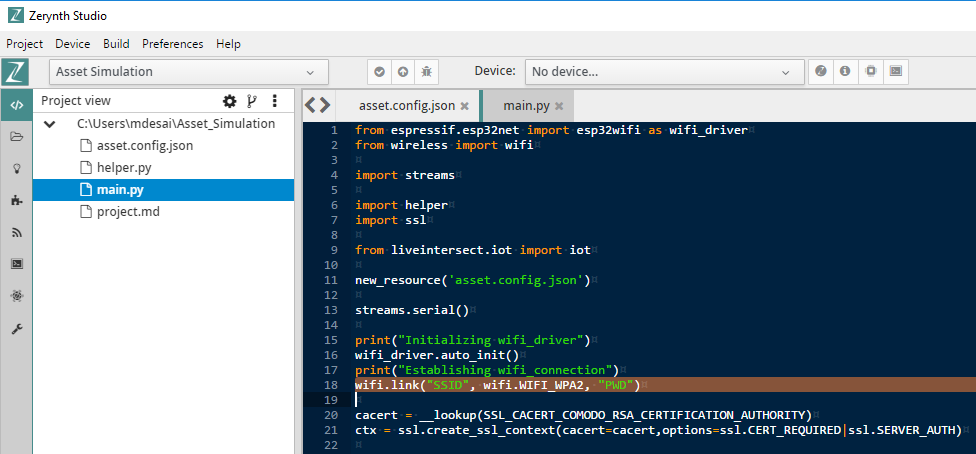 Zerynth Studio
Project Device Build Preferences Help
Asset Simulation Device: No device...
Project view
C:\Users\mdesai\Asset_Simulation
asset.config.json
helper.py
main.py
project.md
asset.config.json main.py
1 from espressif.esp32net import esp32wifi as wifi_driver
2 from wireless import wifi
3
4 import streams
5
6 import helper
7 import ssl
8
9 from liveintersect.iot import iot
10
11 new_resource('asset.config.json')
12
13 streams.serial()
14
15 print("Initializing wifi_driver")
16 wifi_driver.auto_init()
17 print("Establishing wifi_connection")
18 wifi.link("SSID", wifi.WIFI_WPA2, "PWD")
19
20 cacert = __lookup(SSL_CACERT_COMODO_RSA_CERTIFICATION_AUTHORITY)
21 ctx = ssl.create_ssl_context(cacert=cacert,options=ssl.CERT_REQUIRED|ssl.SERVER_AUTH)
22